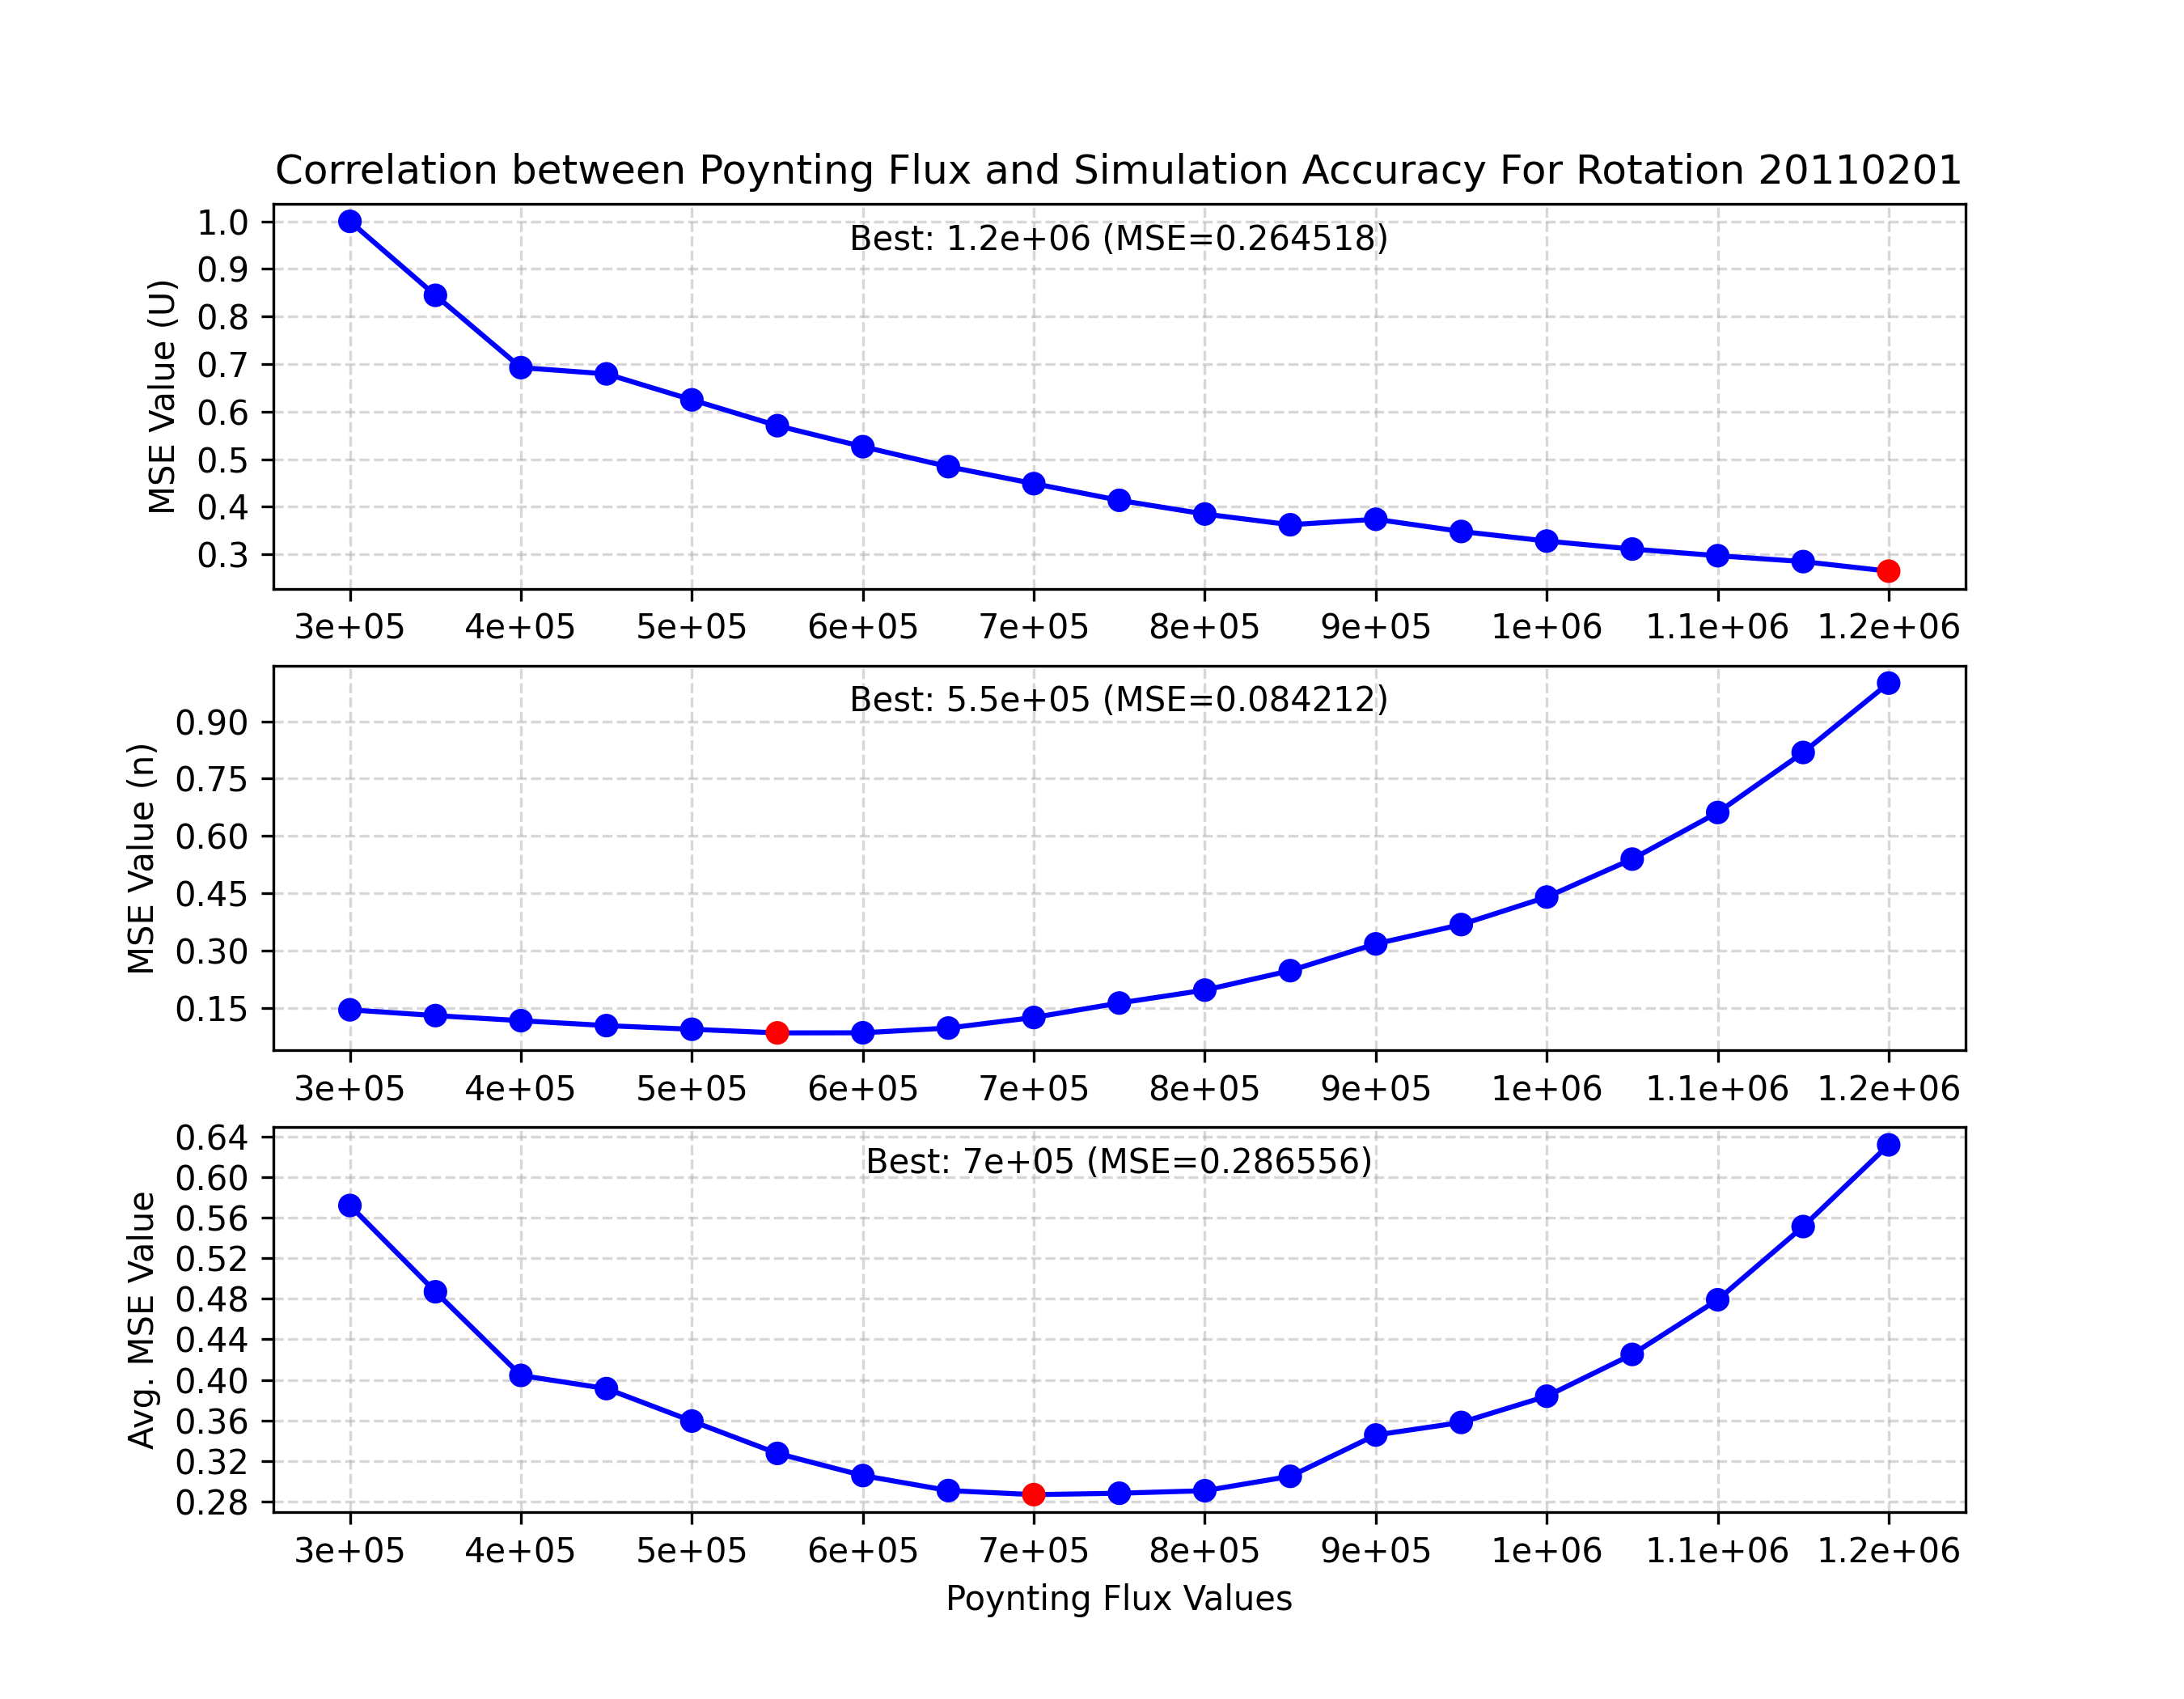 Correlation between Poynting Flux and Simulation Accuracy For Rotation 20110201
Best: 1.2e+06 (MSE=0.264518)
MSE Value (U)
1.0
0.9
0.8
0.7
0.6
0.5
0.4
0.3
3e+05 4e+05 5e+05 6e+05 7e+05 8e+05 9e+05 1e+06 1.1e+06 1.2e+06
Best: 5.5e+05 (MSE=0.084212)
MSE Value (n)
0.90
0.75
0.60
0.45
0.30
0.15
3e+05 4e+05 5e+05 6e+05 7e+05 8e+05 9e+05 1e+06 1.1e+06 1.2e+06
Best: 7e+05 (MSE=0.286556)
Avg. MSE Value
0.64
0.60
0.56
0.52
0.48
0.44
0.40
0.36
0.32
0.28
3e+05 4e+05 5e+05 6e+05 7e+05 8e+05 9e+05 1e+06 1.1e+06 1.2e+06
Poynting Flux Values